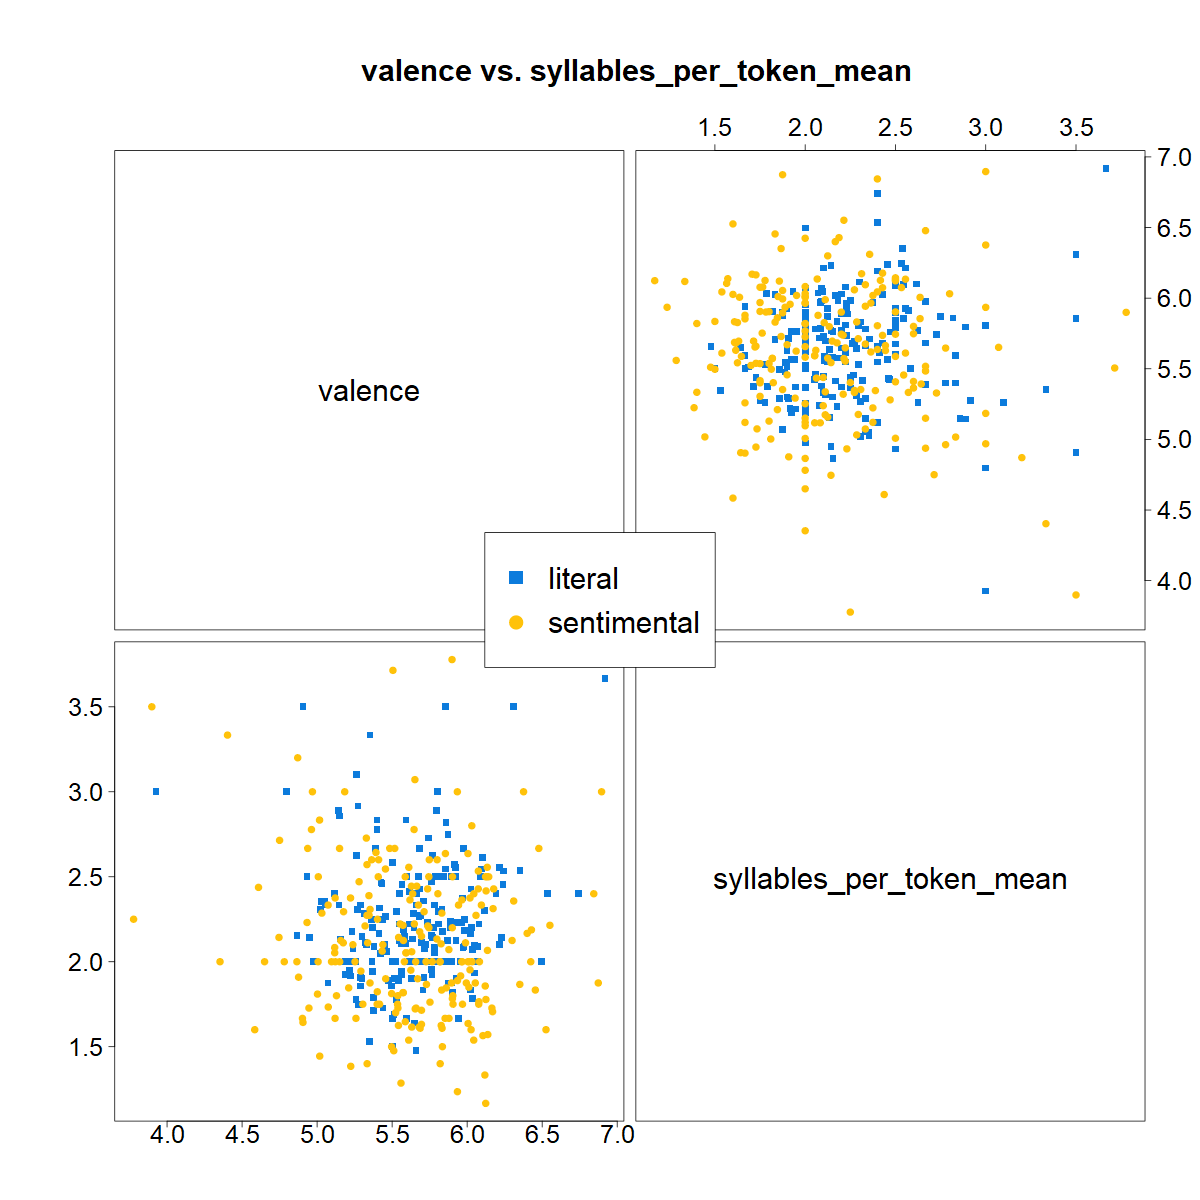 valence vs. syllables_per_token_mean
1.5 2.0 2.5 3.0 3.5
valence
7.0
6.5
6.0
5.5
5.0
4.5
4.0
literal
sentimental
3.5
3.0
2.5
2.0
1.5
syllables_per_token_mean
4.0 4.5 5.0 5.5 6.0 6.5 7.0